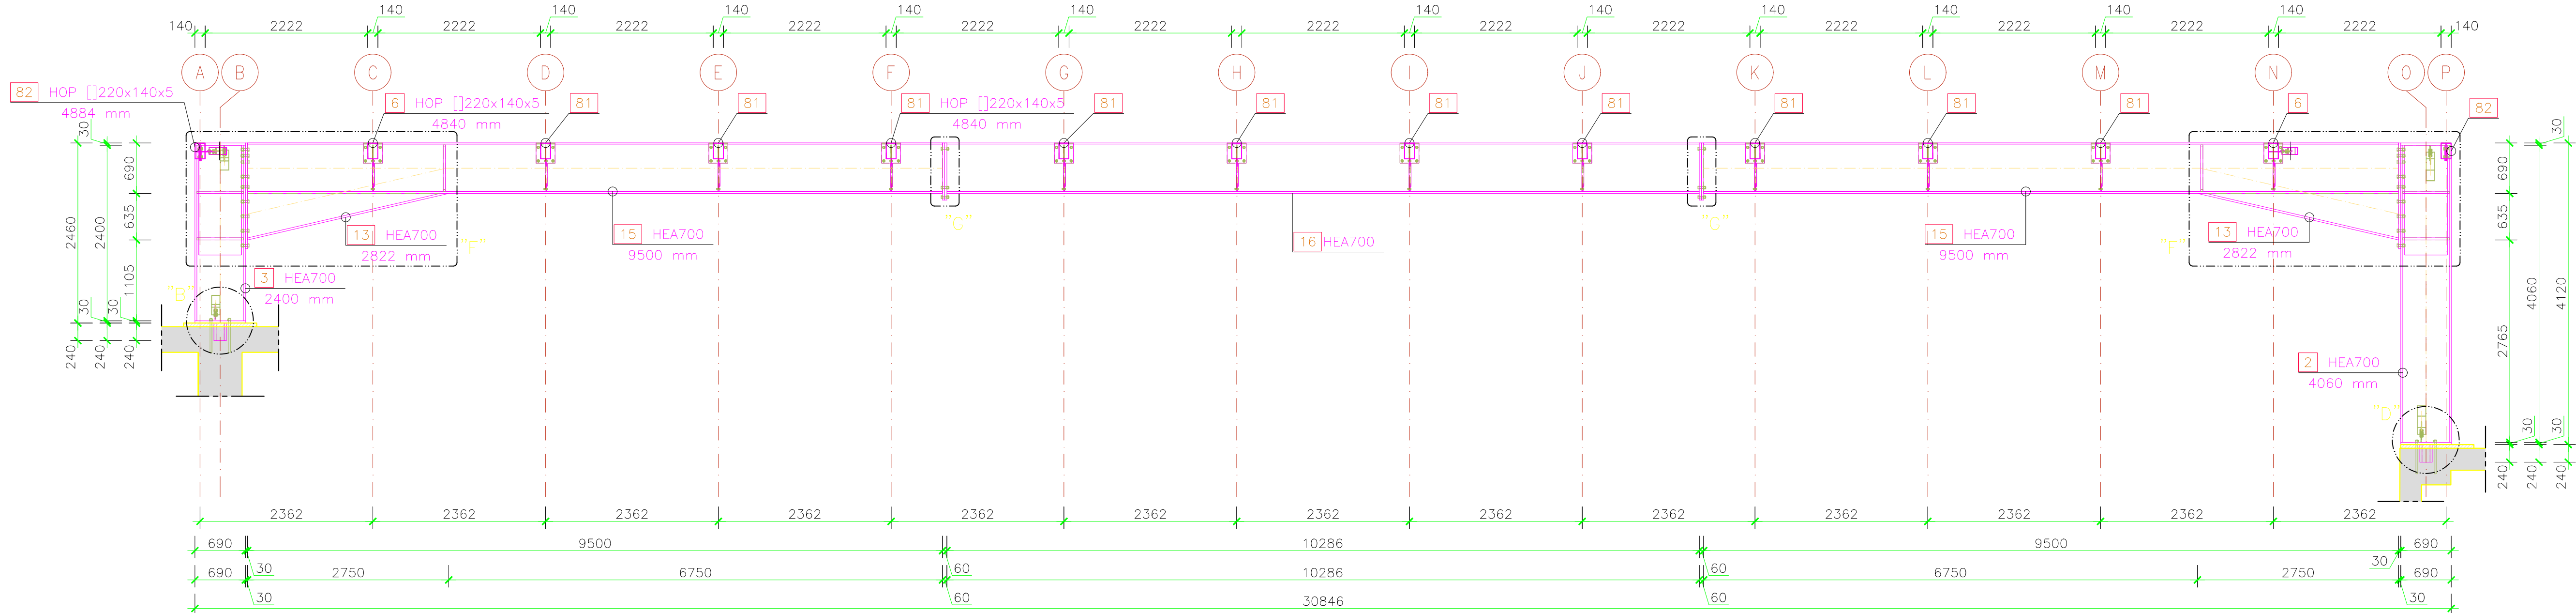 140 140 140 140 140 140 140 140 140 140 140
140 2222 2222 2222 2222 2222 2222 2222 2222 2222 2222 2222 2222 2222 140
A B C D E F G H I J K L M N O P
82 HOP []220x140x5
4884 mm
6 HOP []220x140x5
4840 mm
81
81
81 HOP []220x140x5
4840 mm
81
81
81
81
81
81
81
6
82
30
690
635
1105
30
30
2460
2400
240
240
240
13 HEA700
2822 mm
"F"
15 HEA700
9500 mm
"G"
16 HEA700
"G"
15 HEA700
9500 mm
"F"
13 HEA700
2822 mm
"B"
3 HEA700
2400 mm
2 HEA700
4060 mm
"D"
30
690
635
2765
4060
4120
30
30
240
240
240
2362 2362 2362 2362 2362 2362 2362 2362 2362 2362 2362 2362 2362
690 9500 10286 9500 690
30 60 60 30
690 2750 6750 10286 6750 2750 690
30 60 60 30
30846